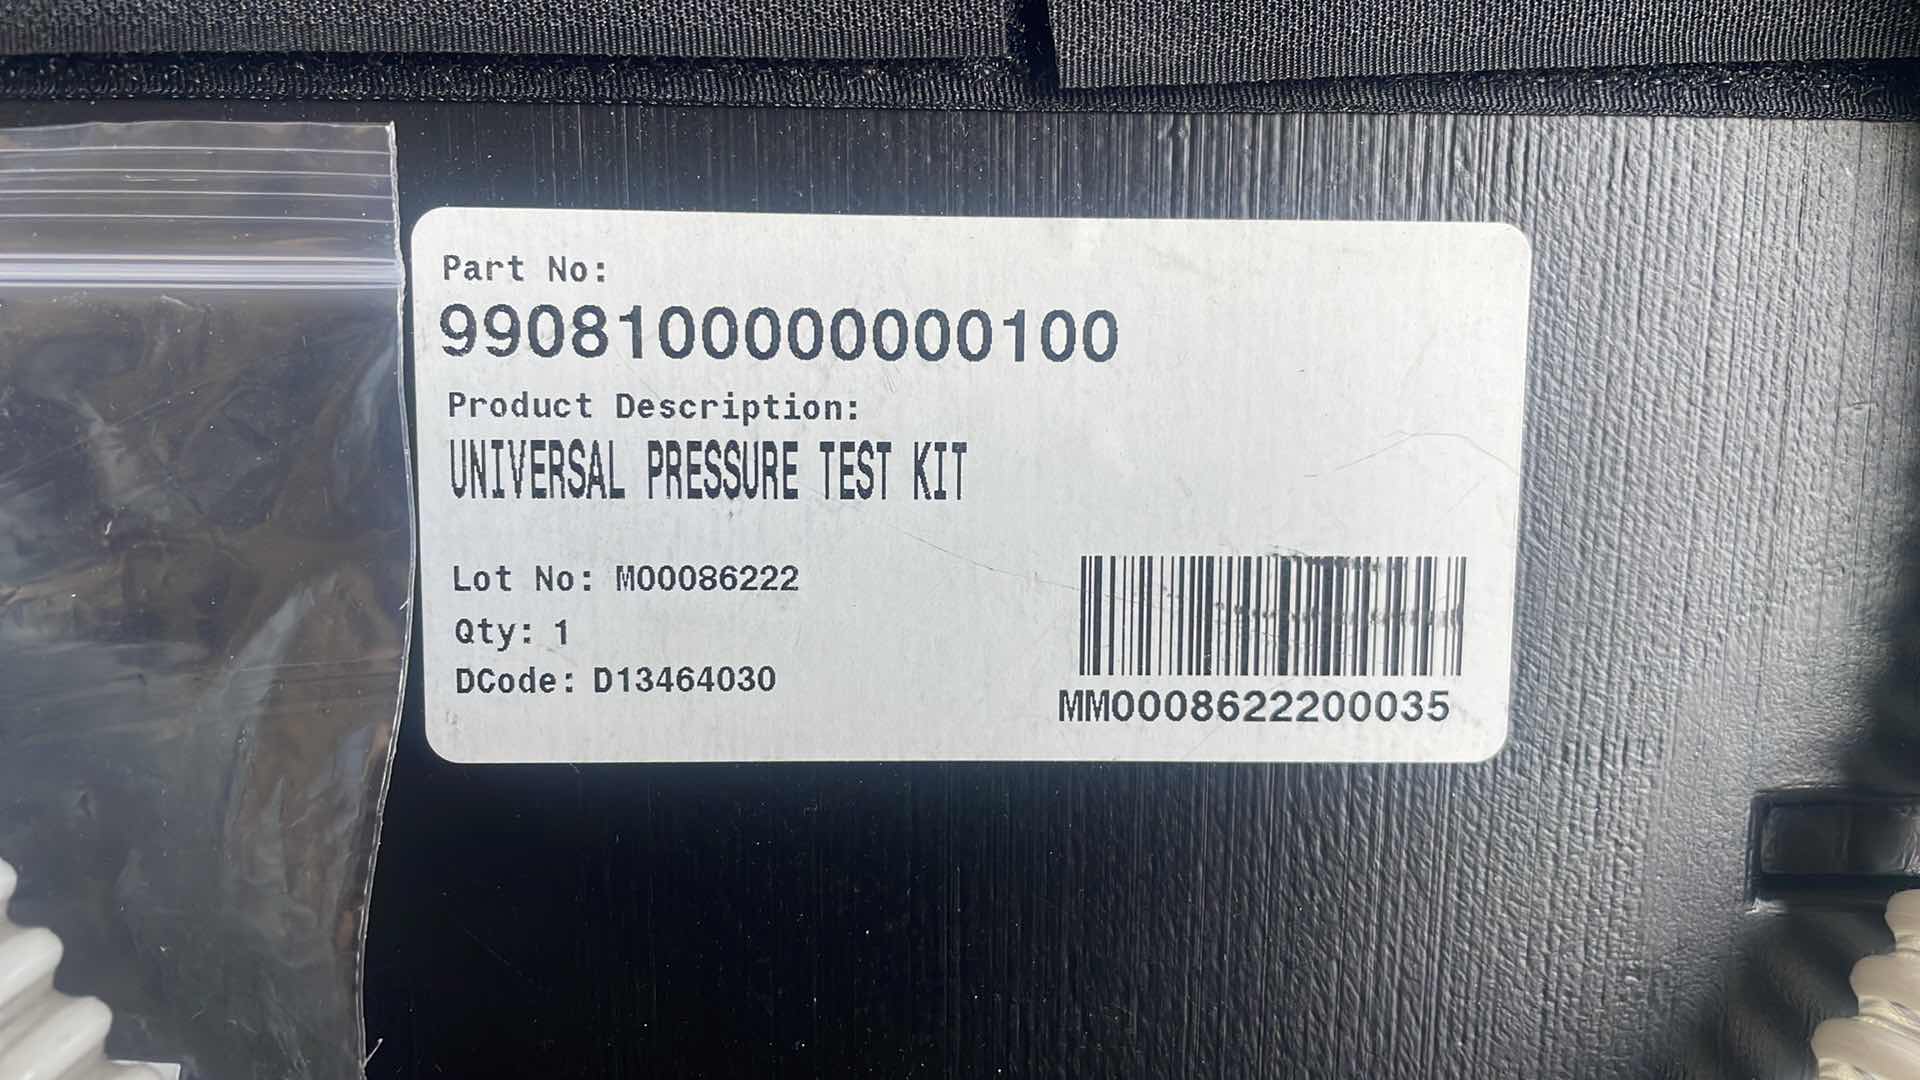 Part No:
9908100000000100
Product Description:
UNIVERSAL PRESSURE TEST KIT
Lot No: M00086222
Qty: 1
DCode: D13464030
MM0008622200035